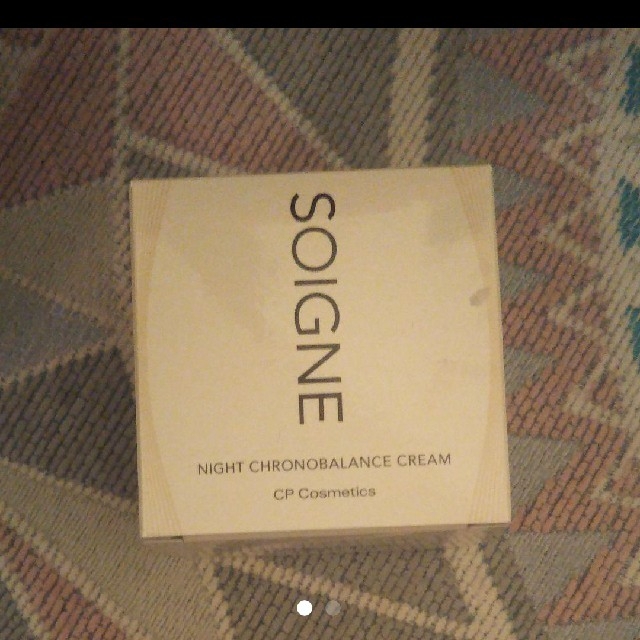 SOIGNE
NIGHT CHRONOBALANCE CREAM
CP Cosmetics